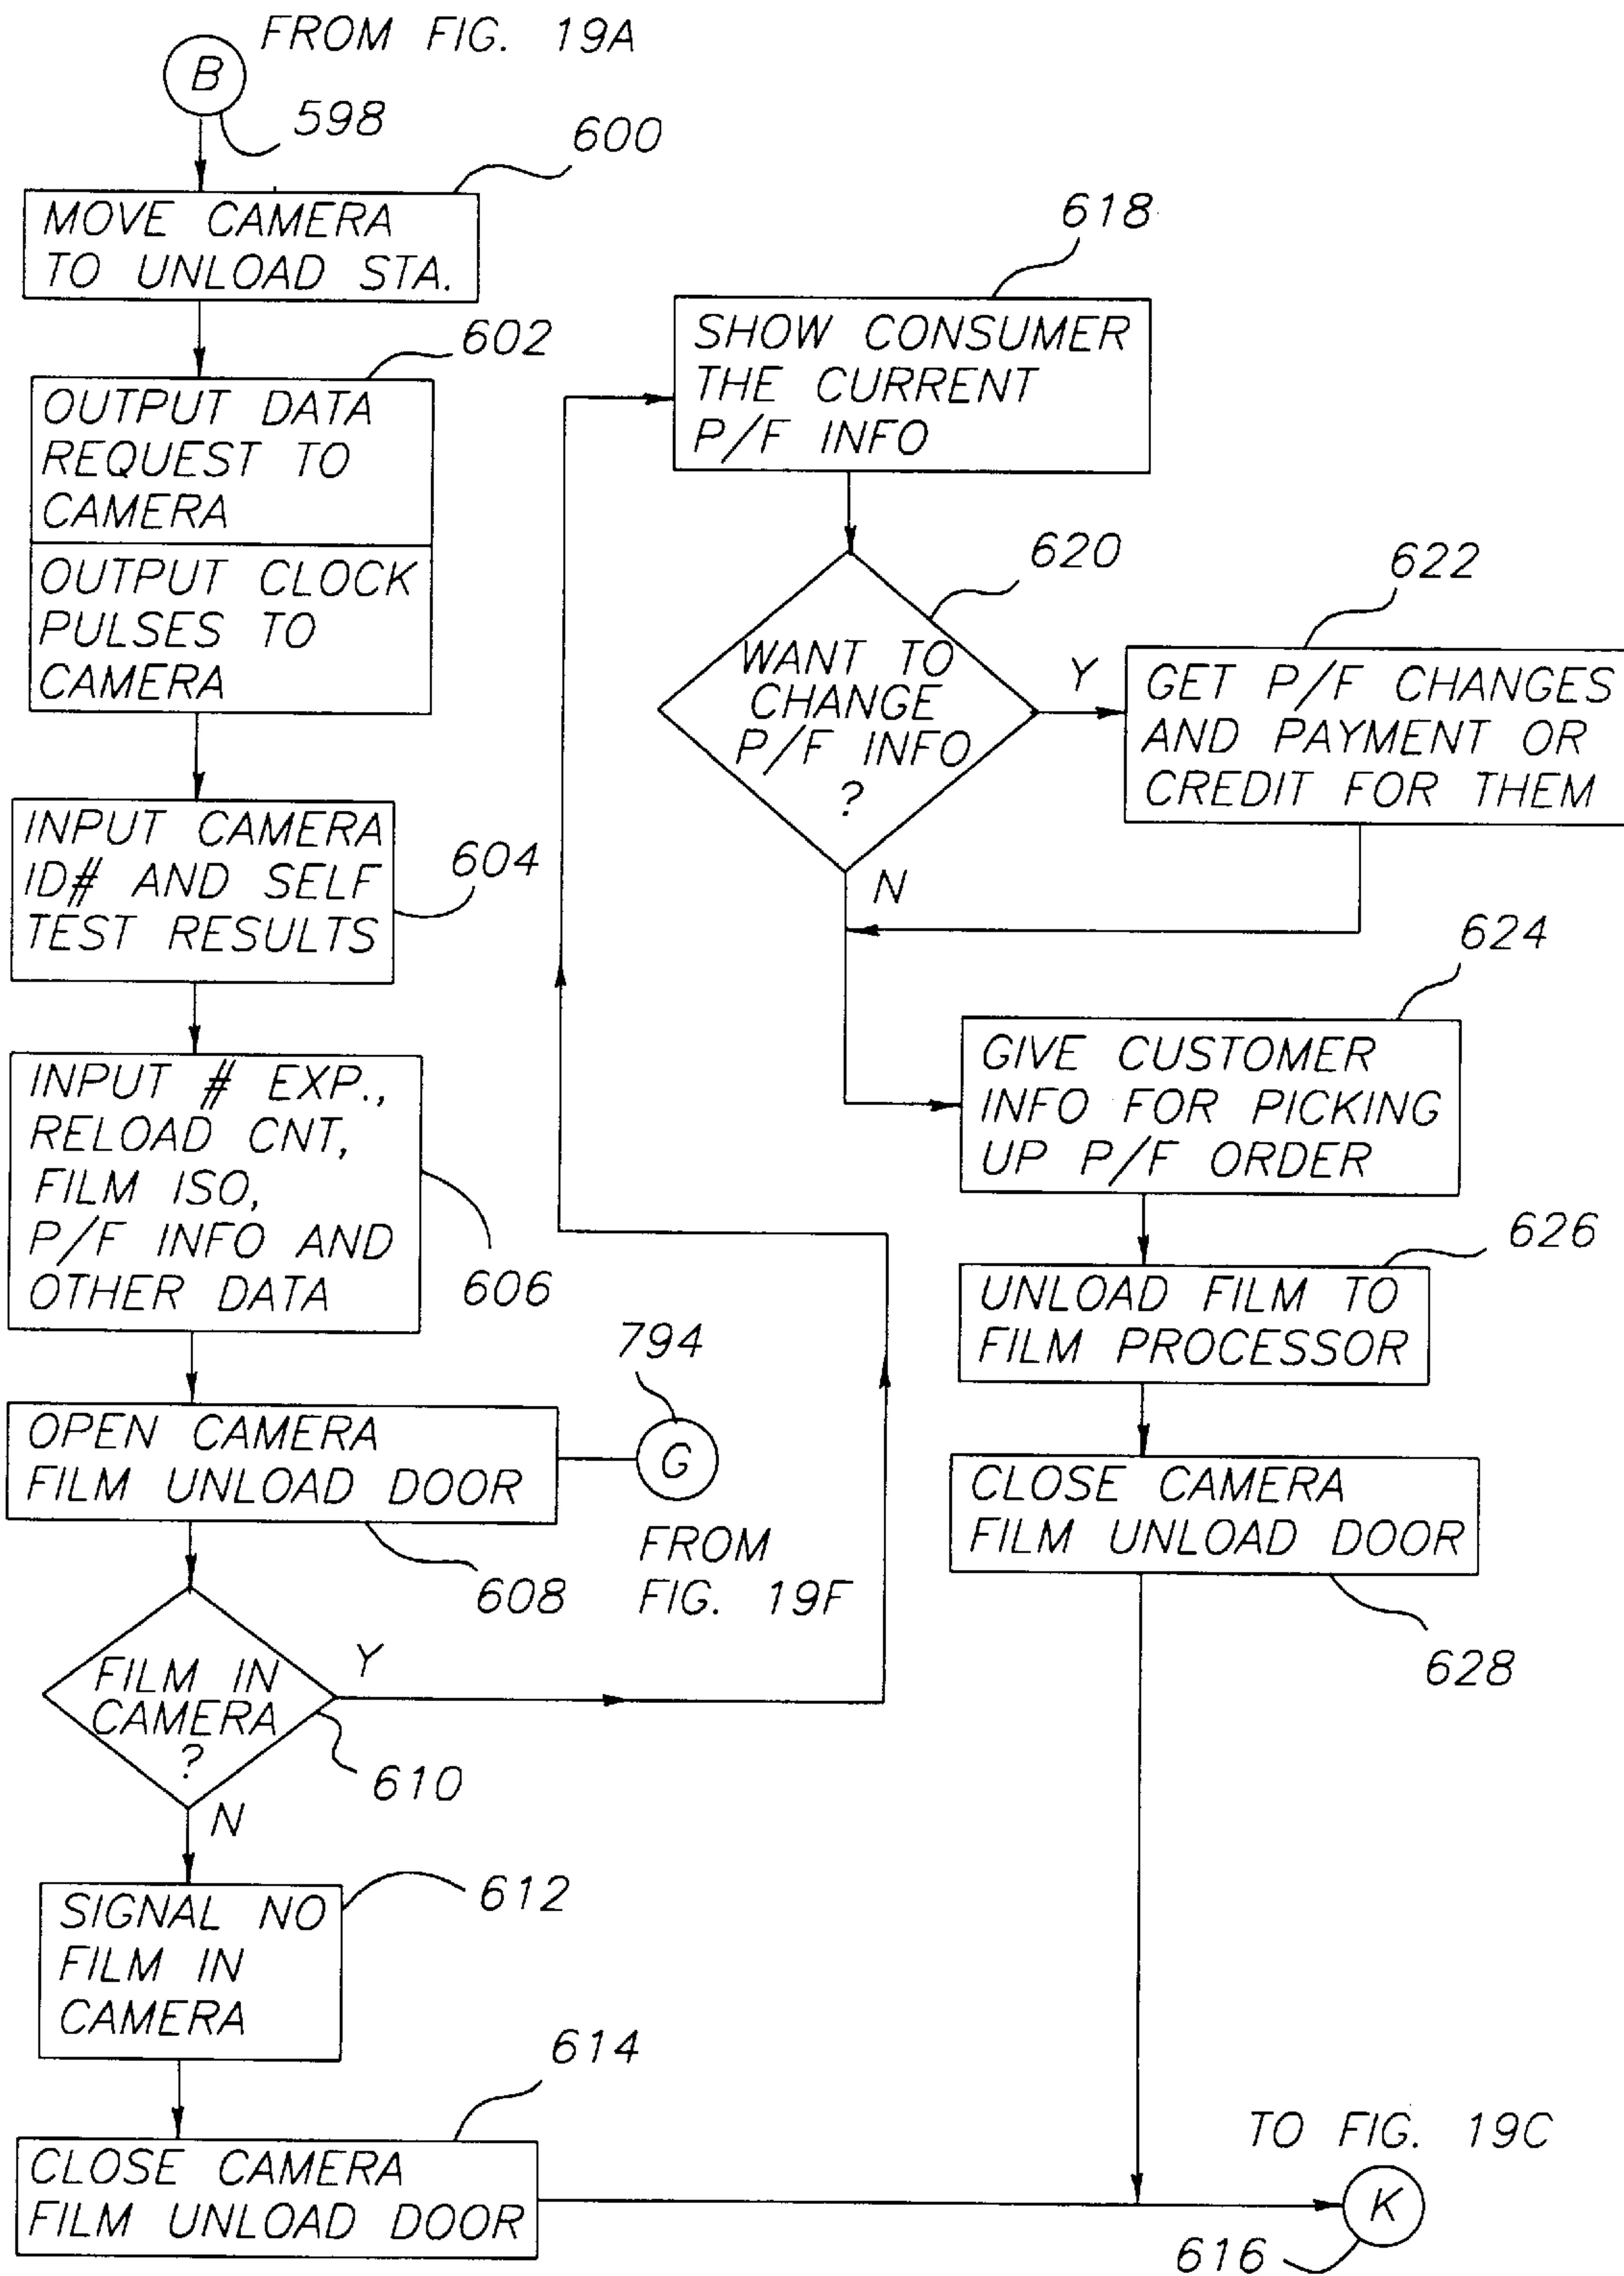 FROM FIG. 19A
B
598
600
MOVE CAMERA
TO UNLOAD STA.
602
OUTPUT DATA
REQUEST TO
CAMERA
OUTPUT CLOCK
PULSES TO
CAMERA
INPUT CAMERA
ID# AND SELF
TEST RESULTS
604
INPUT # EXP.,
RELOAD CNT,
FILM ISO,
P/F INFO AND
OTHER DATA
606
OPEN CAMERA
FILM UNLOAD DOOR
608
794
G
FROM
FIG. 19F
FILM IN
CAMERA
?
Y
610
N
SIGNAL NO
FILM IN
CAMERA
612
614
CLOSE CAMERA
FILM UNLOAD DOOR
618
SHOW CONSUMER
THE CURRENT
P/F INFO
620
WANT TO
CHANGE
P/F INFO
?
Y
N
622
GET P/F CHANGES
AND PAYMENT OR
CREDIT FOR THEM
624
GIVE CUSTOMER
INFO FOR PICKING
UP P/F ORDER
626
UNLOAD FILM TO
FILM PROCESSOR
CLOSE CAMERA
FILM UNLOAD DOOR
628
TO FIG. 19C
K
616